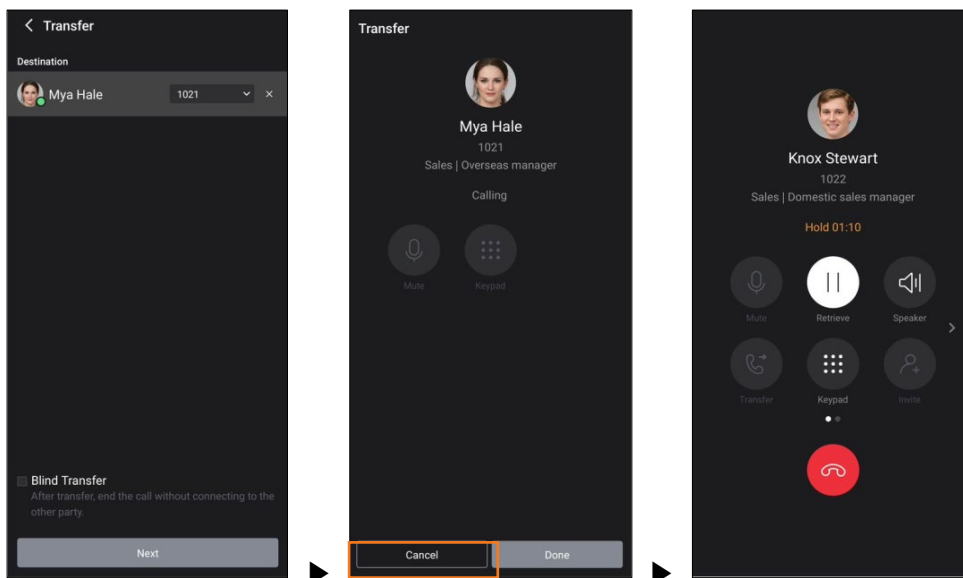 Transfer
Destination
Mya Hale
1021
Blind Transfer
After transfer, end the call without connecting to the
other party.
Next
Transfer
Mya Hale
1021
Sales | Overseas manager
Calling
Mute
Keypad
Cancel
Done
Knox Stewart
1022
Sales | Domestic sales manager
Hold 01:10
Mute
Retrieve
Speaker
Transfer
Keypad
Invite